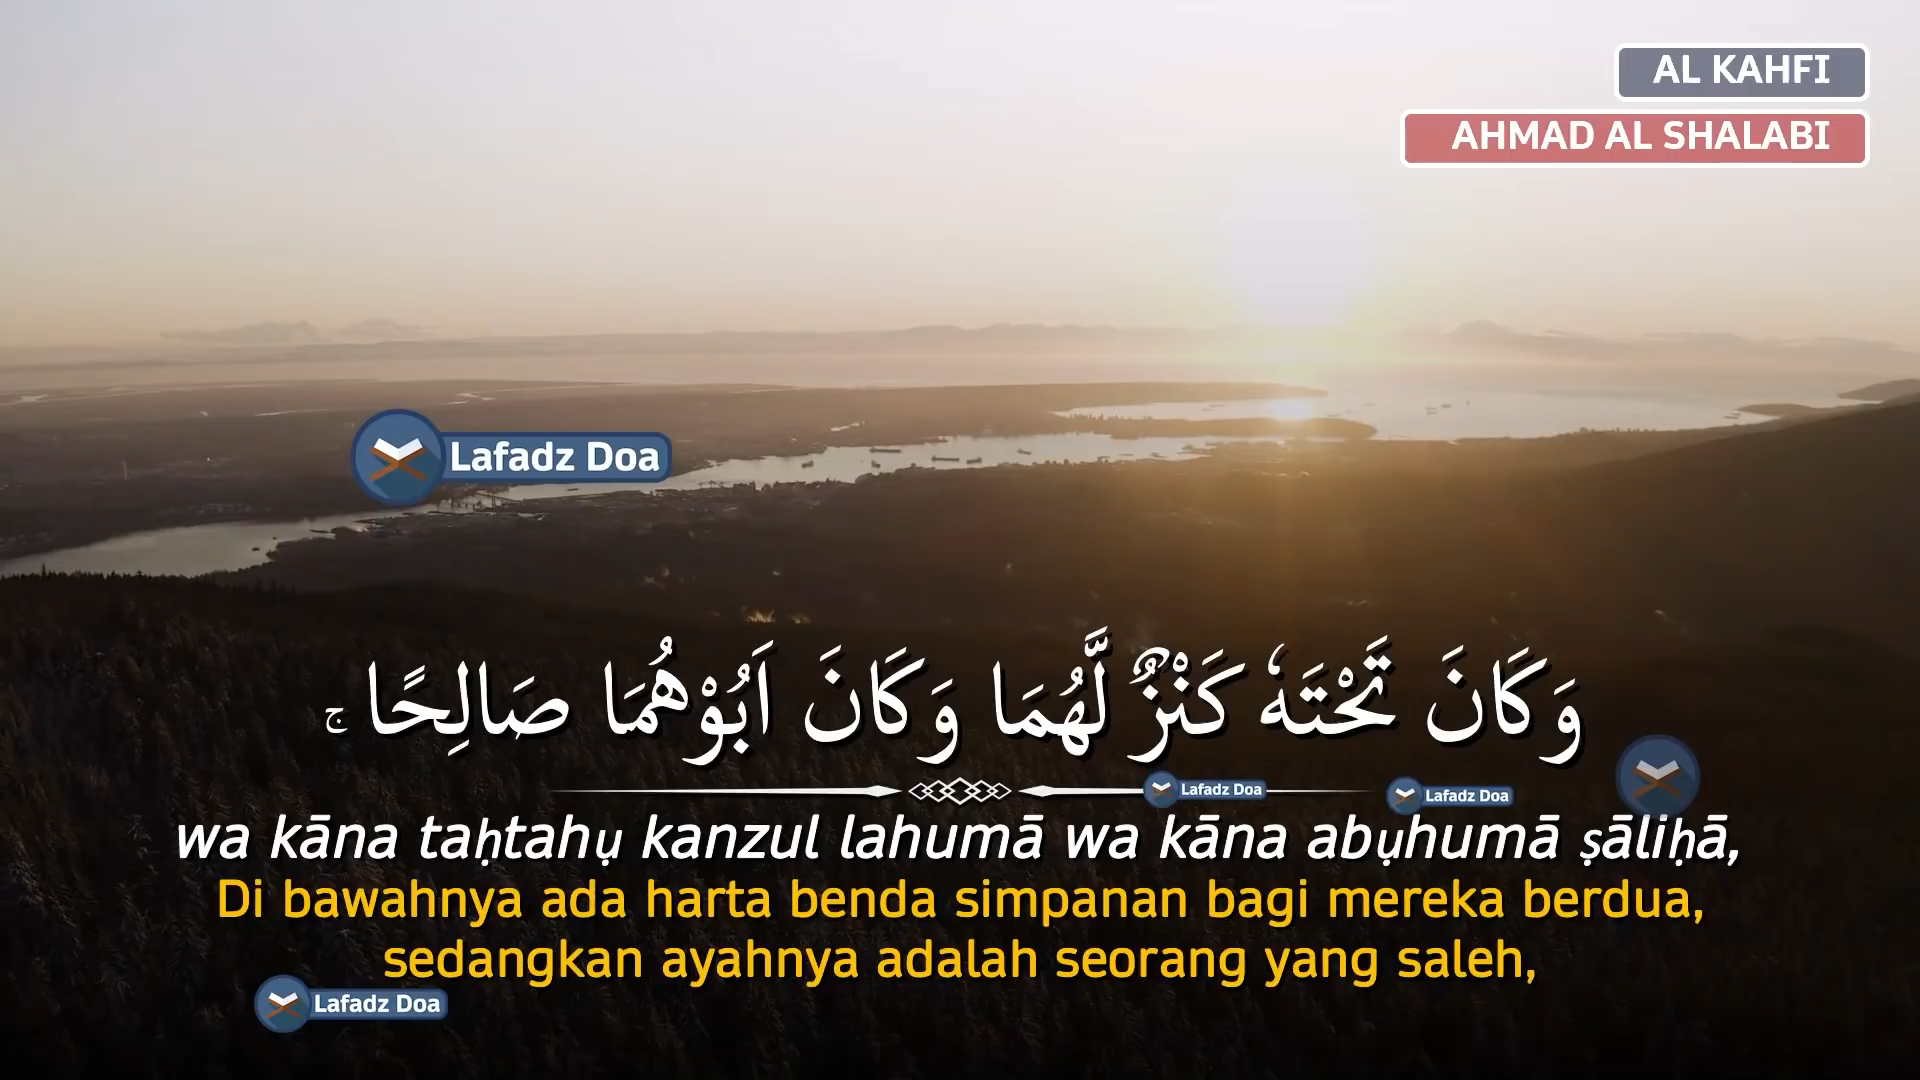 AL KAHFI
AHMAD AL SHALABI
Lafadz Doa
وَكَانَ تَحْتَهٗ كَنْزٌ لَّهُمَا وَكَانَ اَبُوْهُمَا صَالِحًا ۚ
Lafadz Doa
Lafadz Doa
wa kāna taḥtahụ kanzul lahumā wa kāna abụhumā ṣāliḥā,
Di bawahnya ada harta benda simpanan bagi mereka berdua,
sedangkan ayahnya adalah seorang yang saleh,
Lafadz Doa